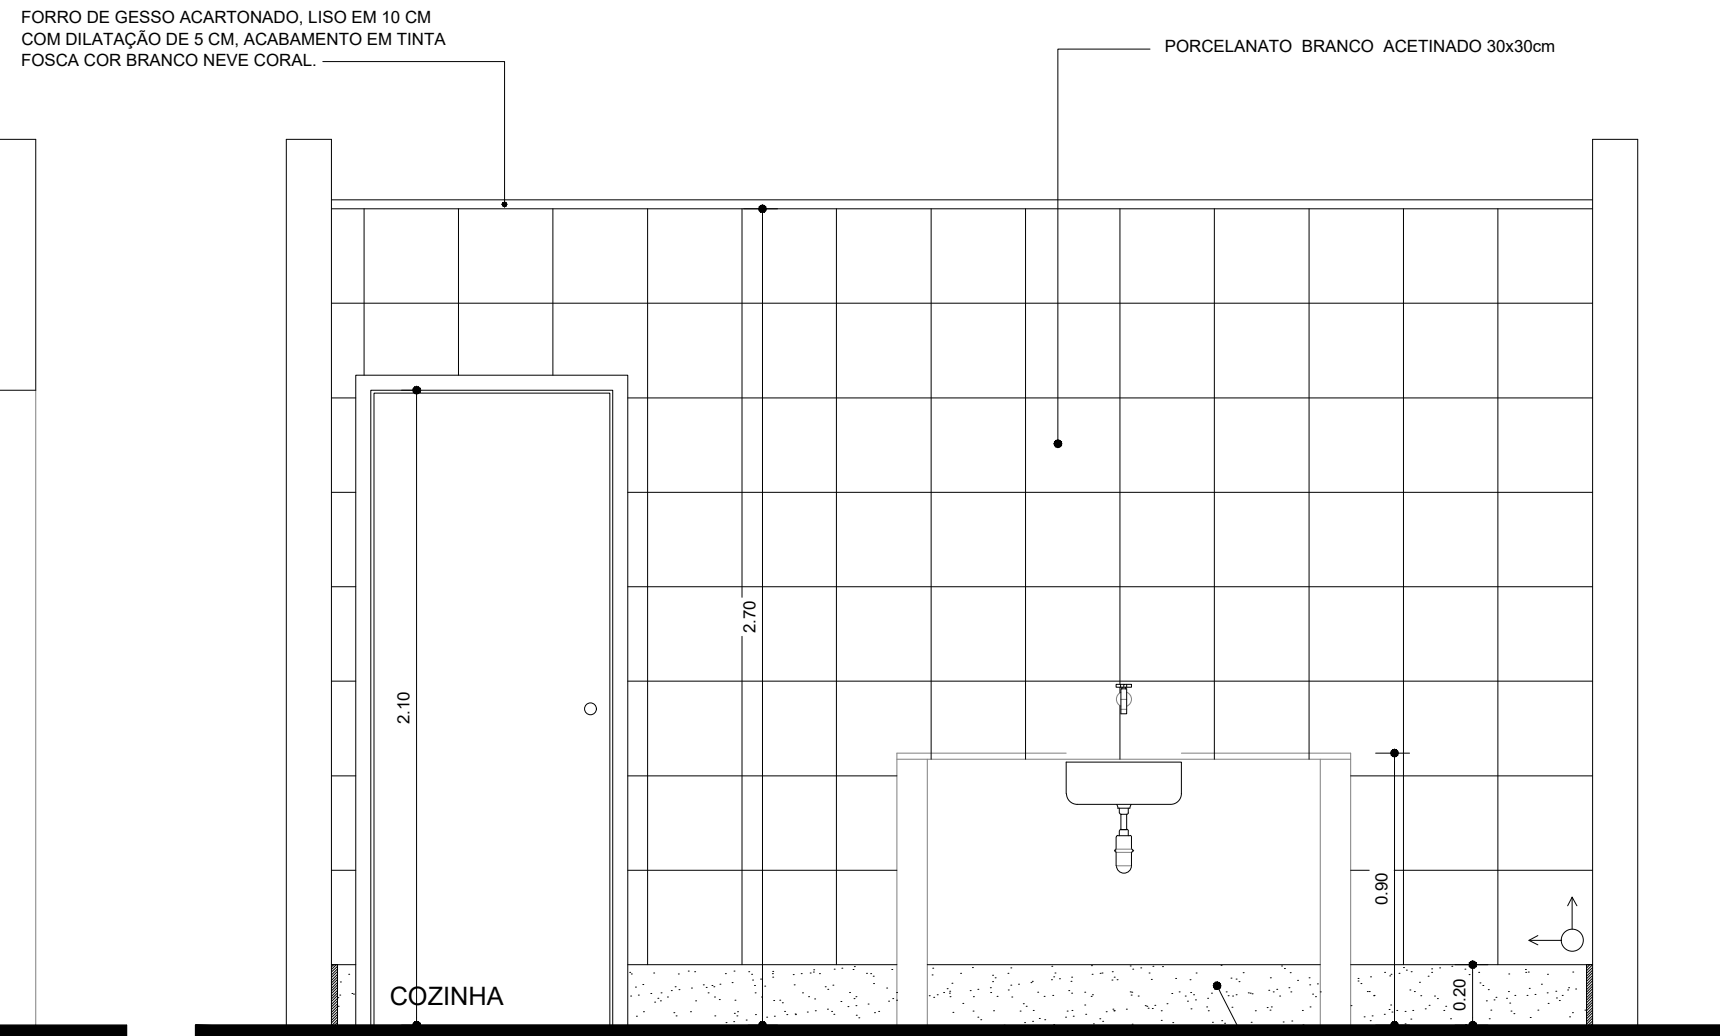 FORRO DE GESSO ACARTONADO, LISO EM 10 CM
COM DILATAÇÃO DE 5 CM, ACABAMENTO EM TINTA
FOSCA COR BRANCO NEVE CORAL.
PORCELANATO BRANCO ACETINADO 30x30cm
2.70
2.10
0.90
0.20
COZINHA